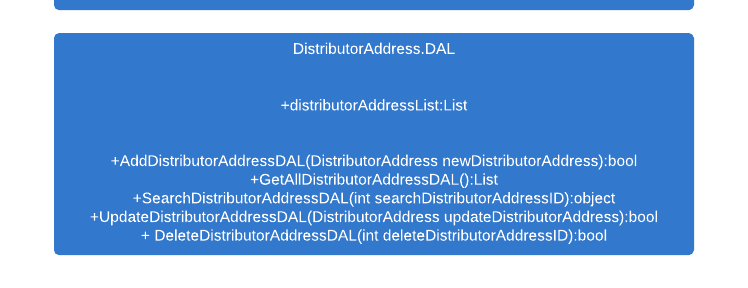 DistributorAddress.DAL
+distributorAddressList:List
+AddDistributorAddressDAL(DistributorAddress newDistributorAddress):bool
+GetAllDistributorAddressDAL():List
+SearchDistributorAddressDAL(int searchDistributorAddressID):object
+UpdateDistributorAddressDAL(DistributorAddress updateDistributorAddress):bool
+ DeleteDistributorAddressDAL(int deleteDistributorAddressID):bool